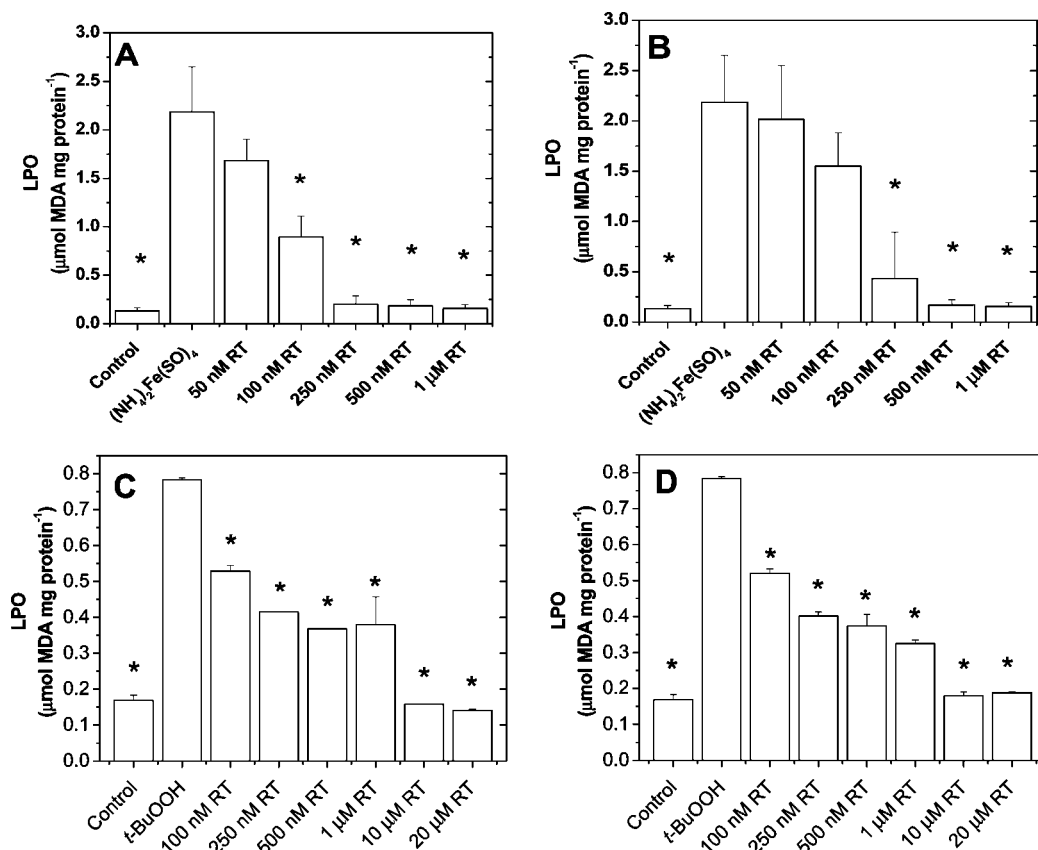 A
LPO
(μmol MDA mg protein⁻¹)
3.0
2.5
2.0
1.5
1.0
0.5
0.0
*
*
*
*
*
Control
(NH₄)₂Fe(SO)₄
50 nM RT
100 nM RT
250 nM RT
500 nM RT
1 μM RT
B
LPO
(μmol MDA mg protein⁻¹)
3.0
2.5
2.0
1.5
1.0
0.5
0.0
*
*
*
*
Control
(NH₄)₂Fe(SO)₄
50 nM RT
100 nM RT
250 nM RT
500 nM RT
1 μM RT
C
LPO
(μmol MDA mg protein⁻¹)
0.8
0.7
0.6
0.5
0.4
0.3
0.2
0.1
0.0
*
*
*
*
*
*
*
Control
t-BuOOH
100 nM RT
250 nM RT
500 nM RT
1 μM RT
10 μM RT
20 μM RT
D
LPO
(μmol MDA mg protein⁻¹)
0.8
0.7
0.6
0.5
0.4
0.3
0.2
0.1
0.0
*
*
*
*
*
*
*
Control
t-BuOOH
100 nM RT
250 nM RT
500 nM RT
1 μM RT
10 μM RT
20 μM RT